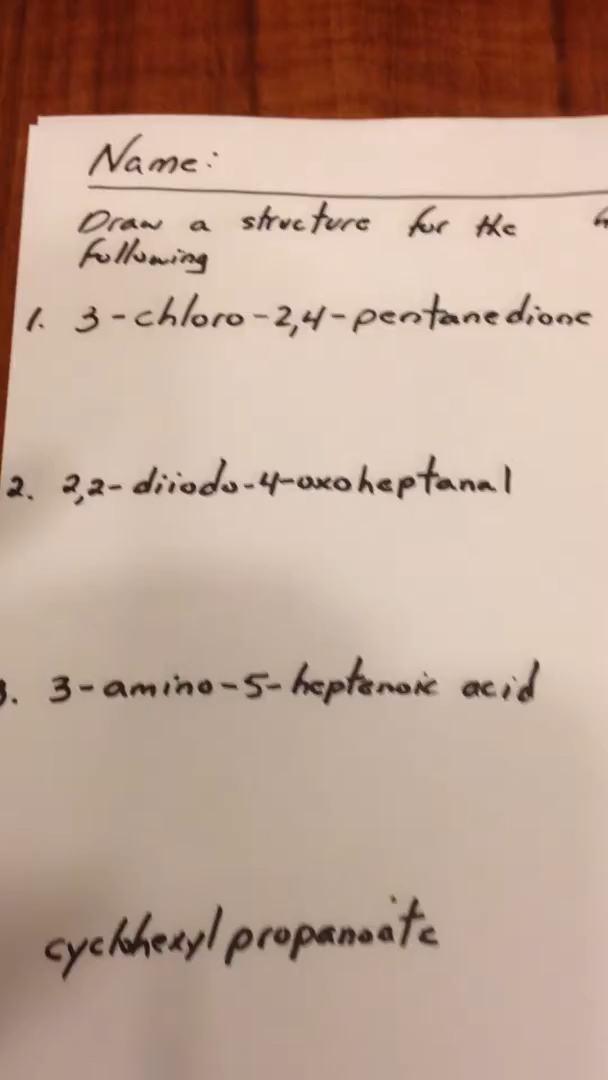 Name:
Draw a structure for the
following
1. 3-chloro-2,4-pentanedione
2. 2,2-diiodo-4-oxoheptanal
3. 3-amino-5-heptenoic acid
cyclohexyl propanoate